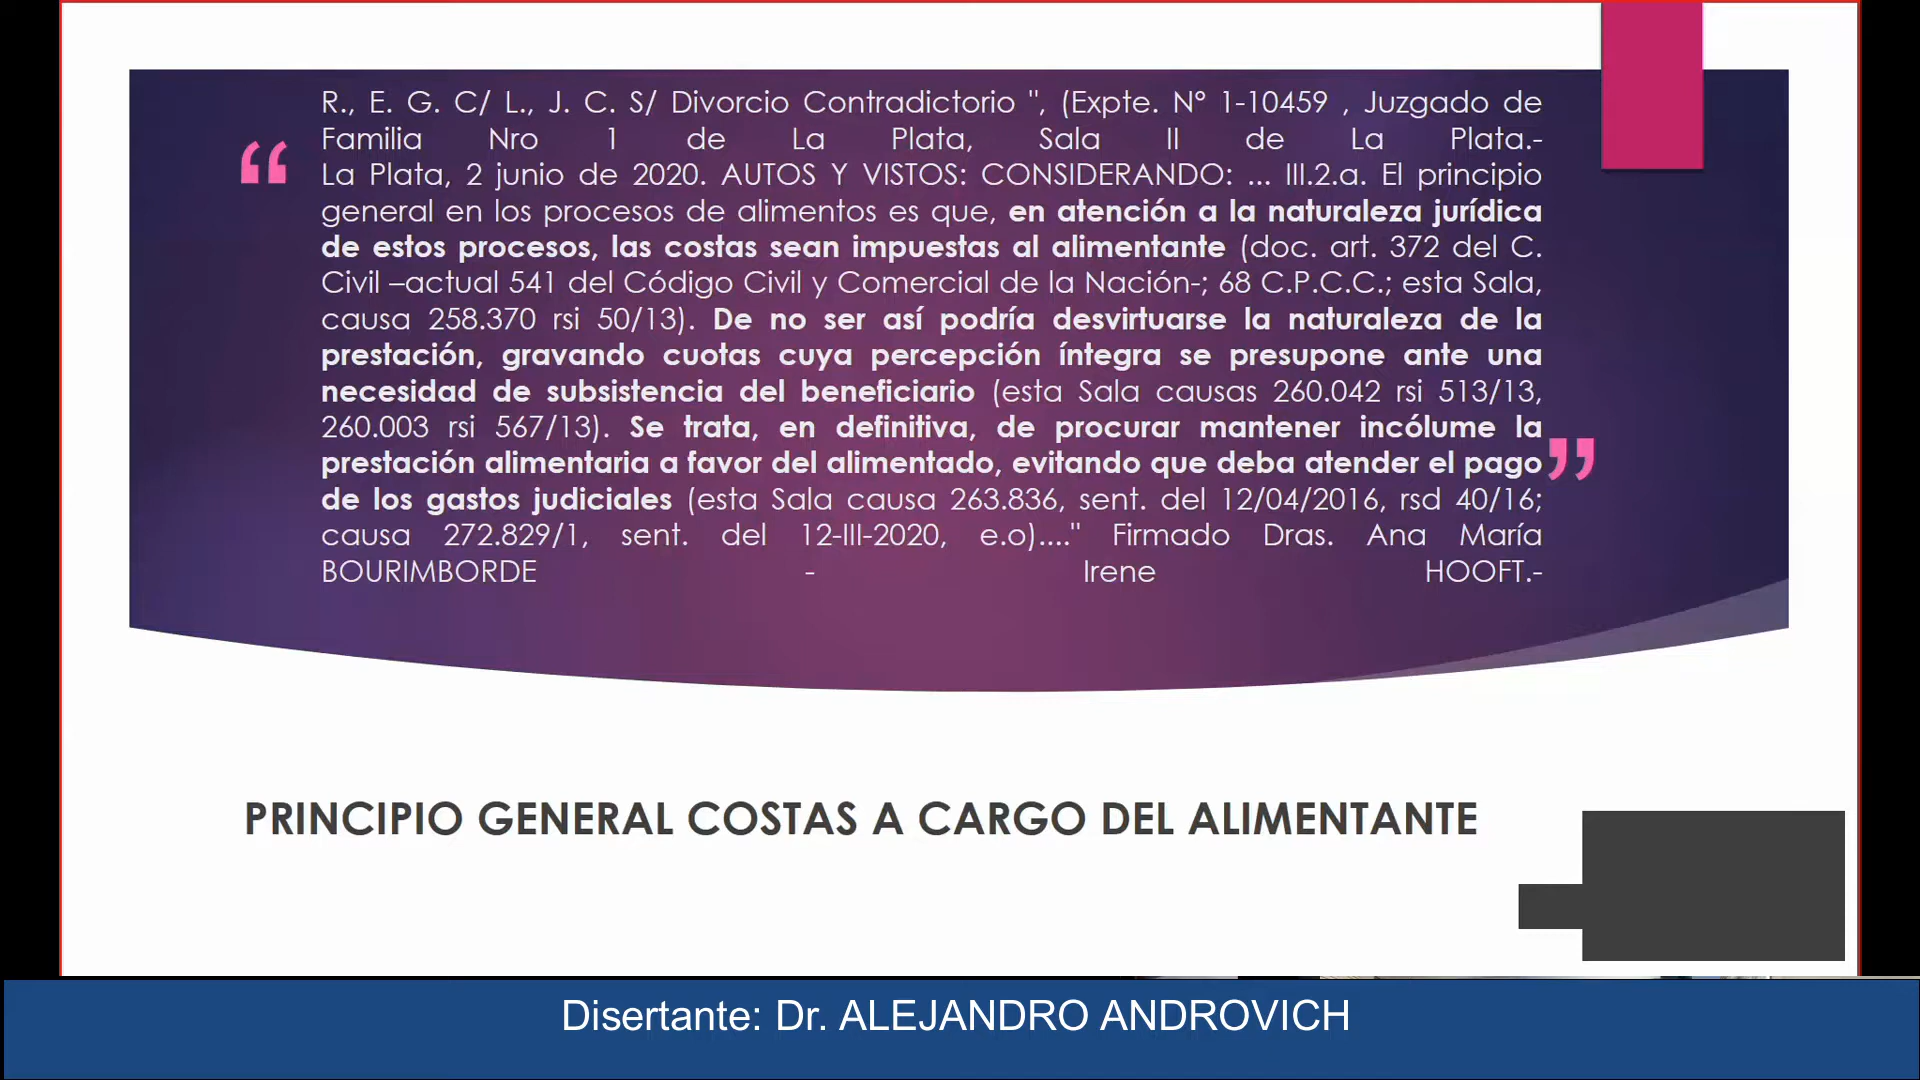 R., E. G. C/ L., J. C. S/ Divorcio Contradictorio ", (Expte. N° 1-10459 , Juzgado de
Familia Nro 1 de La Plata, Sala II de La Plata.-
“ La Plata, 2 junio de 2020. AUTOS Y VISTOS: CONSIDERANDO: ... III.2.a. El principio
general en los procesos de alimentos es que, en atención a la naturaleza jurídica
de estos procesos, las costas sean impuestas al alimentante (doc. art. 372 del C.
Civil –actual 541 del Código Civil y Comercial de la Nación-; 68 C.P.C.C.; esta Sala,
causa 258.370 rsi 50/13). De no ser así podría desvirtuarse la naturaleza de la
prestación, gravando cuotas cuya percepción íntegra se presupone ante una
necesidad de subsistencia del beneficiario (esta Sala causas 260.042 rsi 513/13,
260.003 rsi 567/13). Se trata, en definitiva, de procurar mantener incólume la
prestación alimentaria a favor del alimentado, evitando que deba atender el pago ”
de los gastos judiciales (esta Sala causa 263.836, sent. del 12/04/2016, rsd 40/16;
causa 272.829/1, sent. del 12-III-2020, e.o)...." Firmado Dras. Ana María
BOURIMBORDE - Irene HOOFT.-
PRINCIPIO GENERAL COSTAS A CARGO DEL ALIMENTANTE
Disertante: Dr. ALEJANDRO ANDROVICH